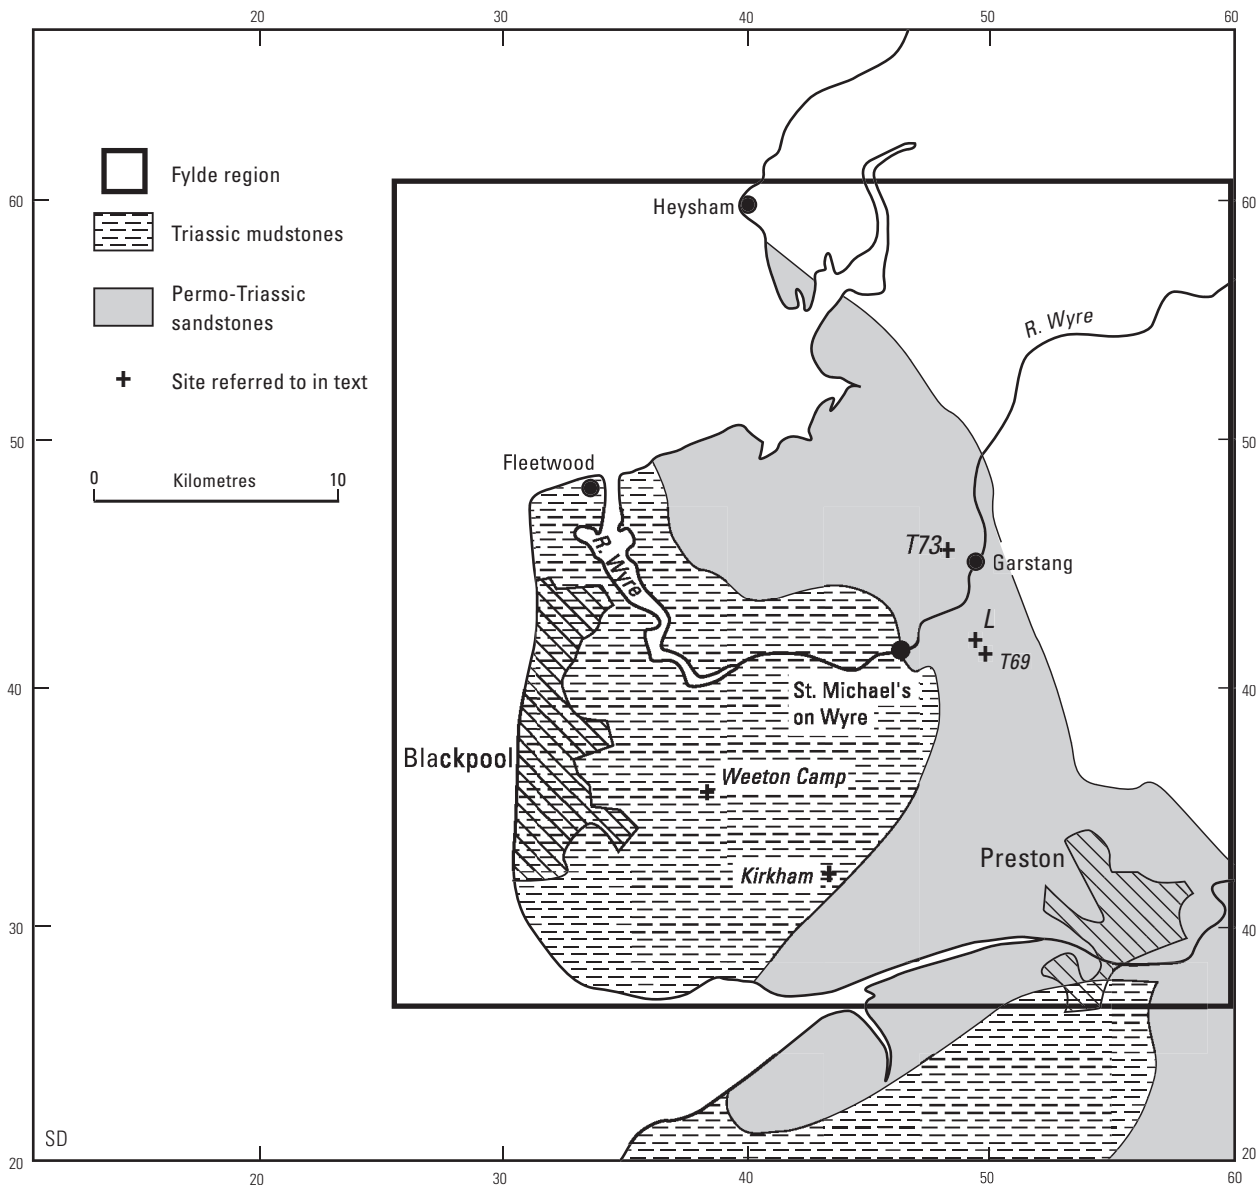 20 30 40 50 60
Fylde region
60 Heysham 60
Triassic mudstones
Permo-Triassic
sandstones
R. Wyre
Site referred to in text
50 50
Fleetwood
0 Kilometres 10
R. Wyre
T73
Garstang
L
T69
40 40
St. Michael's
on Wyre
Blackpool
Weeton Camp
Preston
Kirkham
30 40
SD
20 20
20 30 40 50 60